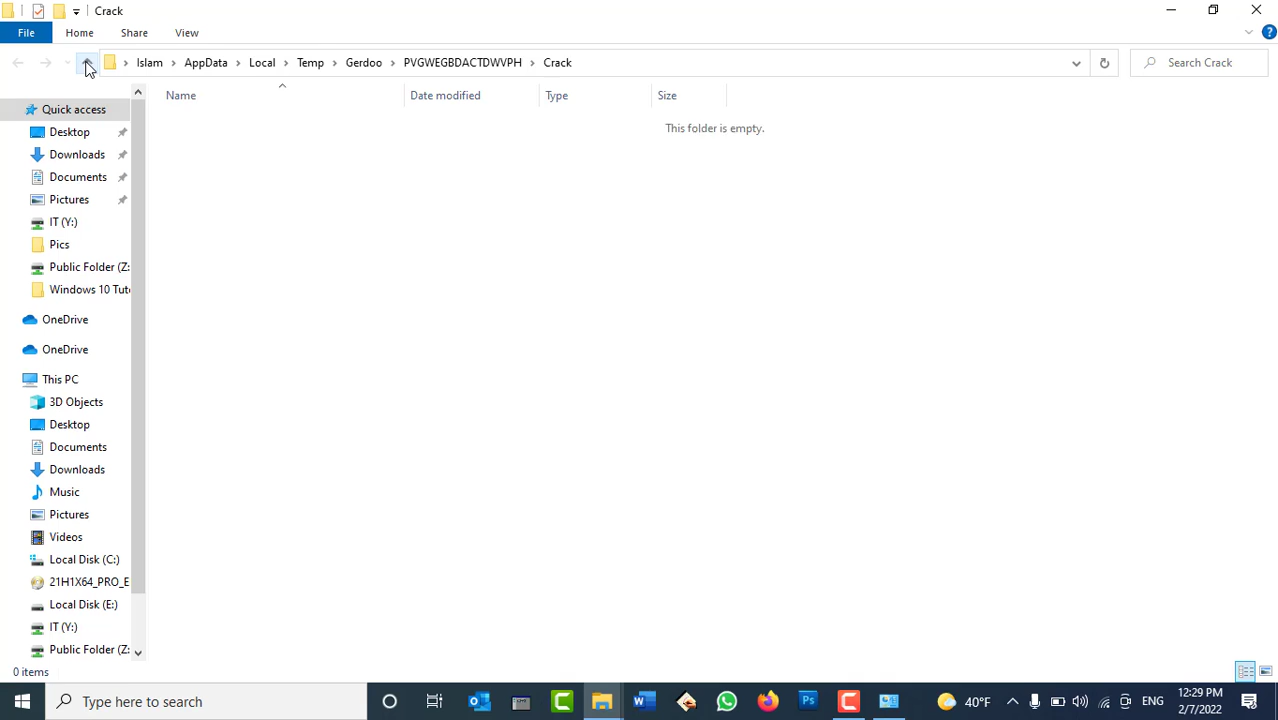 Crack
File Home Share View
Islam AppData Local Temp Gerdoo PVGWEGBDACTDWVPH Crack Search Crack
Name Date modified Type Size
This folder is empty.
Quick access
Desktop
Downloads
Documents
Pictures
IT (Y:)
Pics
Public Folder (Z:
Windows 10 Tut
OneDrive
OneDrive
This PC
3D Objects
Desktop
Documents
Downloads
Music
Pictures
Videos
Local Disk (C:)
21H1X64_PRO_E
Local Disk (E:)
IT (Y:)
Public Folder (Z:
0 items
Type here to search 40°F ENG 12:29 PM
2/7/2022